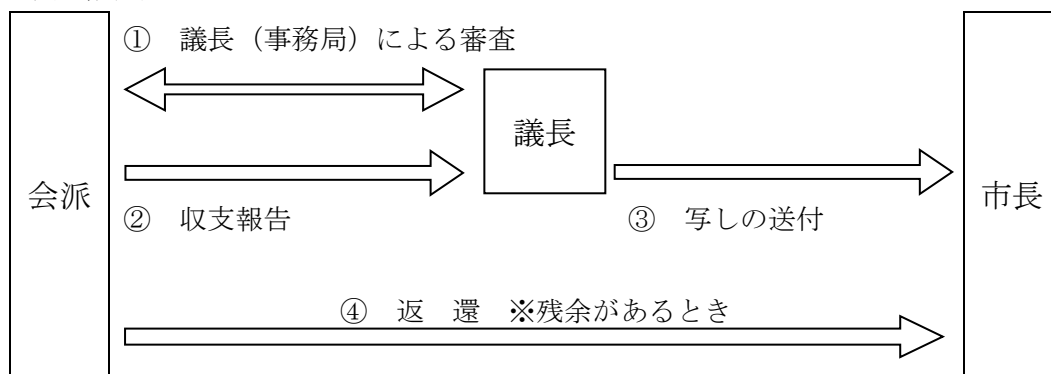 ① 議長（事務局）による審査
議長
会派
市長
② 収支報告
③ 写しの送付
④ 返 還 ※残余があるとき